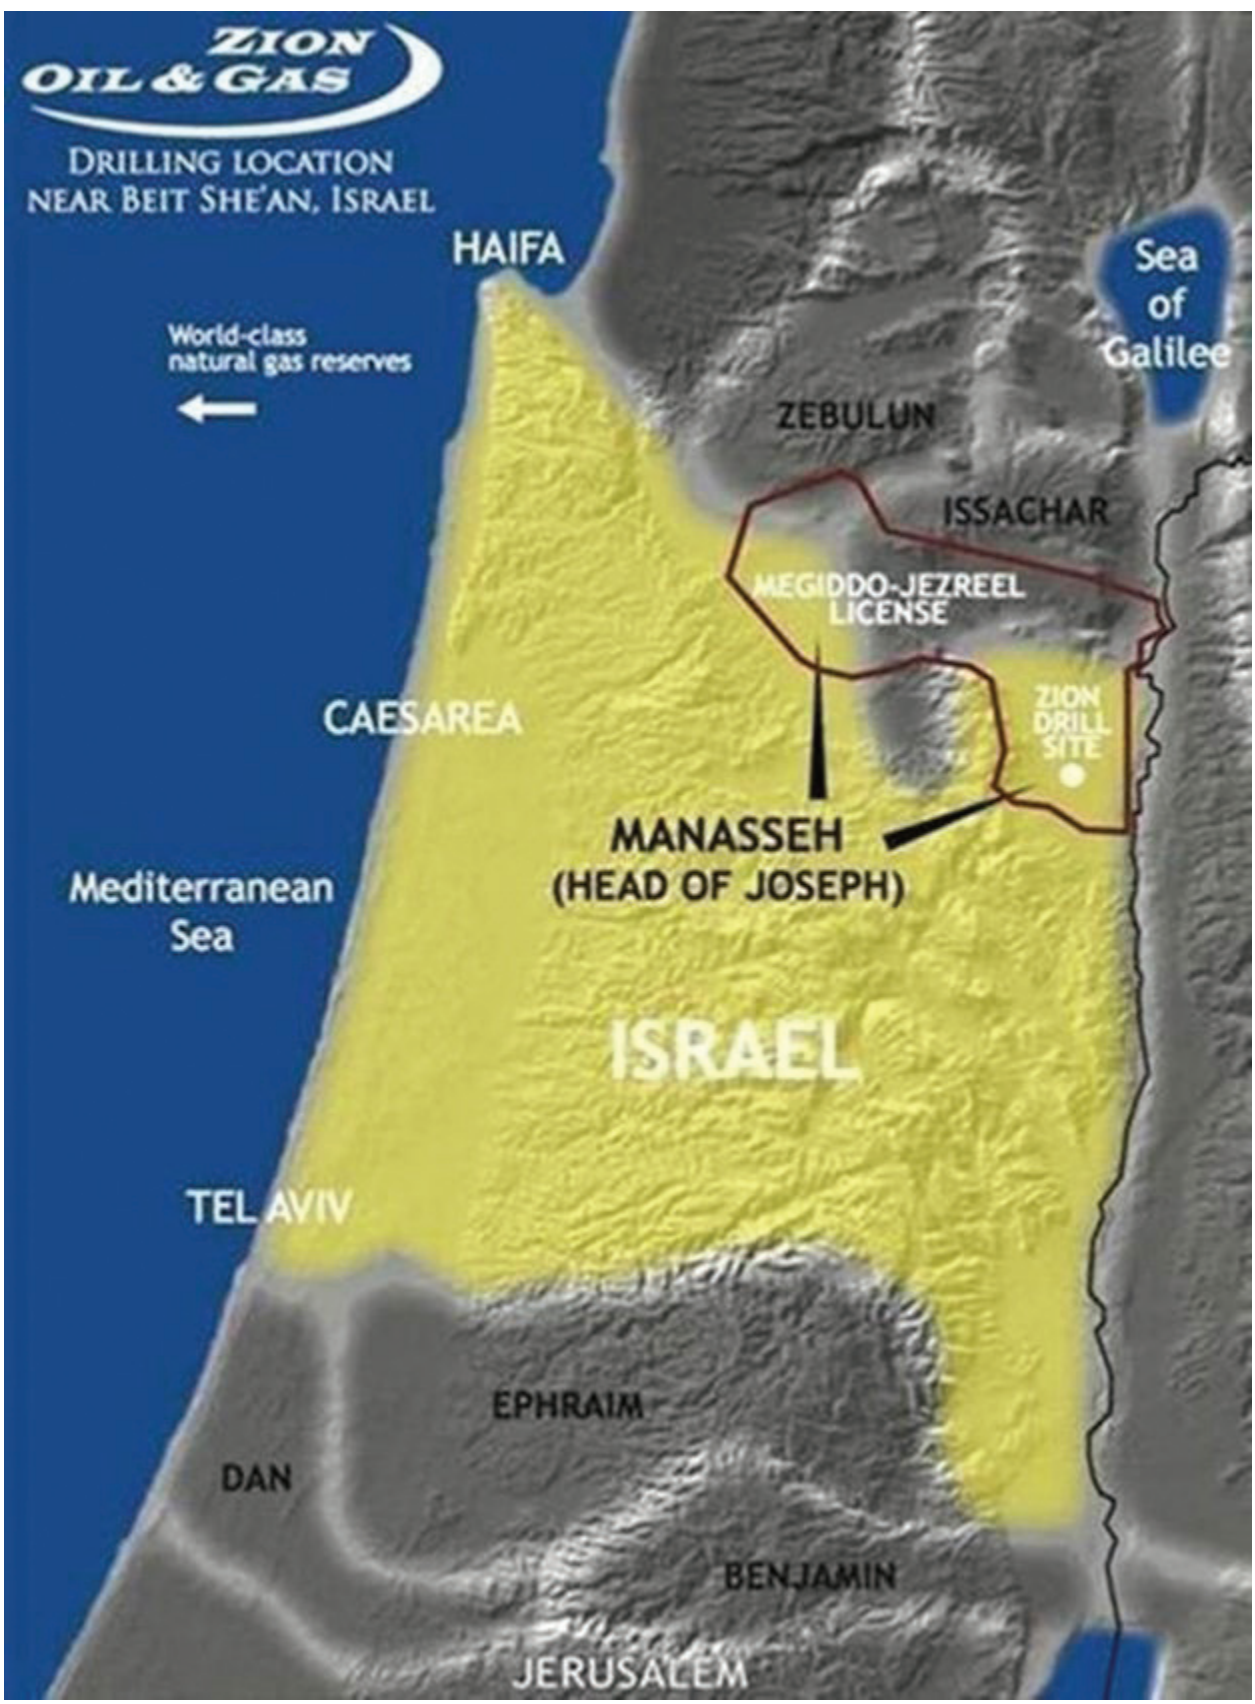 ZION
OIL & GAS
DRILLING LOCATION
NEAR BEIT SHE'AN, ISRAEL
HAIFA
World-class
natural gas reserves
Sea
of
Galilee
ZEBULUN
ISSACHAR
MEGIDDO-JEZREEL
LICENSE
ZION
DRILL
SITE
CAESAREA
MANASSEH
(HEAD OF JOSEPH)
Mediterranean
Sea
ISRAEL
TEL AVIV
EPHRAIM
DAN
BENJAMIN
JERUSALEM